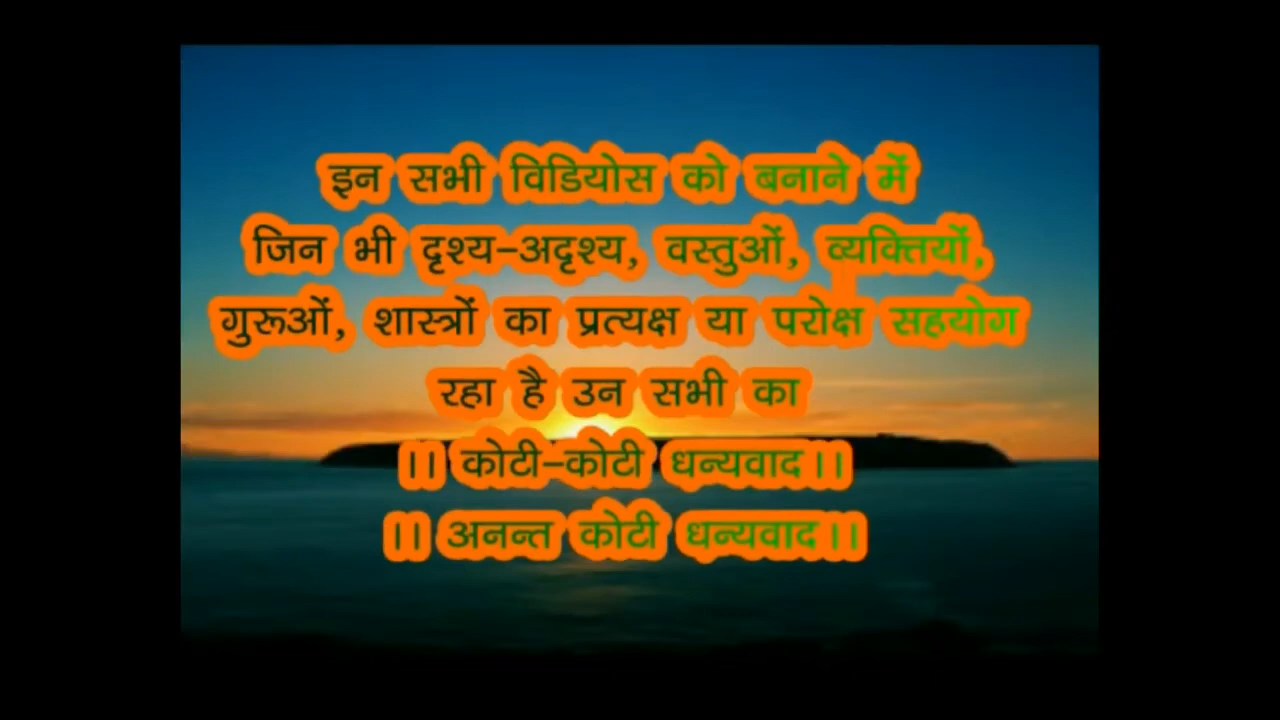 इन सभी विडियोस को बनाने में
जिन भी दृश्य-अदृश्य, वस्तुओं, व्यक्तियों,
गुरूओं, शास्त्रों का प्रत्यक्ष या परोक्ष सहयोग
रहा है उन सभी का
।। कोटी-कोटी धन्यवाद।।
।। अनन्त कोटी धन्यवाद।।